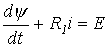 dψ/dt + R₁i = E